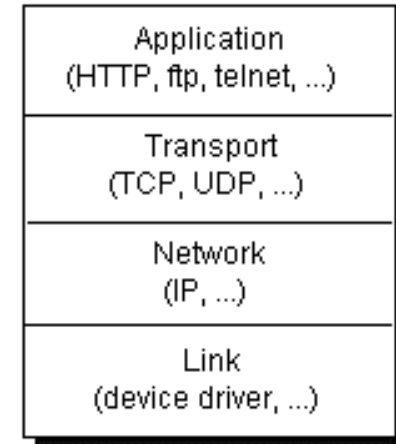 Application
(HTTP, ftp, telnet, ...)
Transport
(TCP, UDP, ...)
Network
(IP, ...)
Link
(device driver, ...)